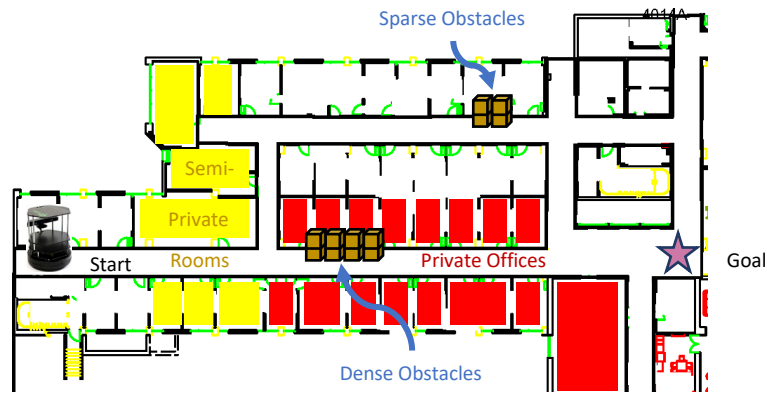 4014A
Sparse Obstacles
Semi-
Private
Start
Rooms
Private Offices
Goal
Dense Obstacles